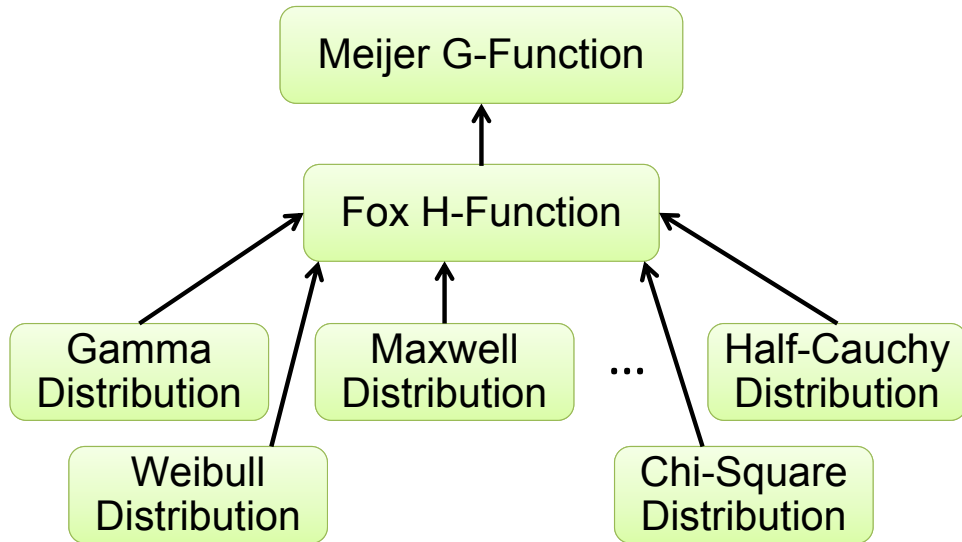 Meijer G-Function
Fox H-Function
Gamma
Distribution
Maxwell
Distribution
...
Half-Cauchy
Distribution
Weibull
Distribution
Chi-Square
Distribution